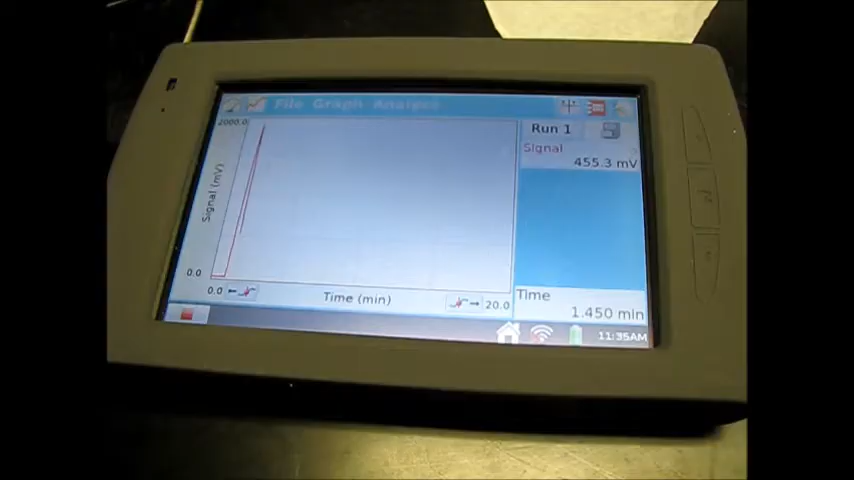 File Graph Analyze
2000.0
Run 1
Signal
455.3 mV
Signal (mV)
0.0
0.0
Time (min)
20.0
Time
1.450 min
11:35AM